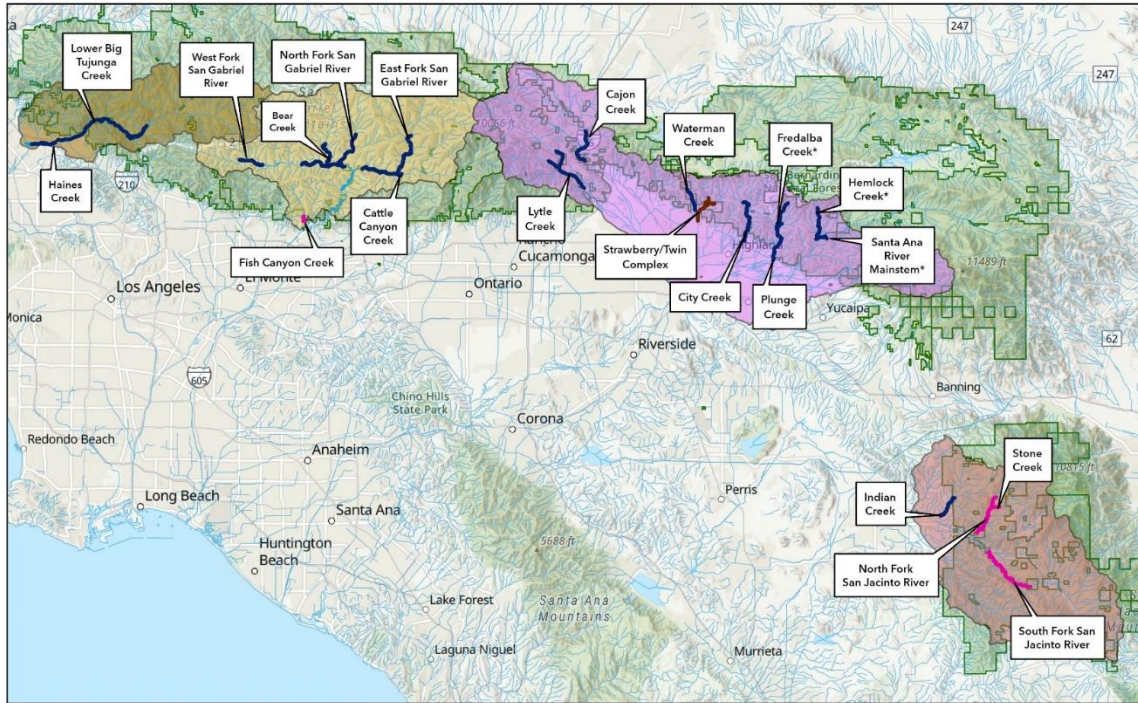 247
247
Lower Big
Tujunga
Creek
West Fork
San Gabriel
River
North Fork San
Gabriel River
East Fork San
Gabriel River
Cajon
Creek
Bear
Creek
10066 ft
Waterman
Creek
Fredalba
Creek*
Hemlock
Creek*
Haines
Creek
210
Cattle
Canyon
Creek
Lytle
Creek
Cucamonga
Strawberry/Twin
Complex
Highland
Santa Ana
River
Mainstem*
11489 ft
Fish Canyon Creek
El Monte
City Creek
Plunge
Creek
Los Angeles
Ontario
Yucaipa
Monica
Riverside
62
605
Banning
Chino Hills
State Park
Redondo Beach
Corona
Anaheim
Stone
Creek
10815 ft
Long Beach
Perris
Indian
Creek
Santa Ana
5688 ft
Huntington
Beach
North Fork
San Jacinto River
Lake Forest
Santa Ana
Mountains
South Fork San
Jacinto River
Laguna Niguel
Murrieta